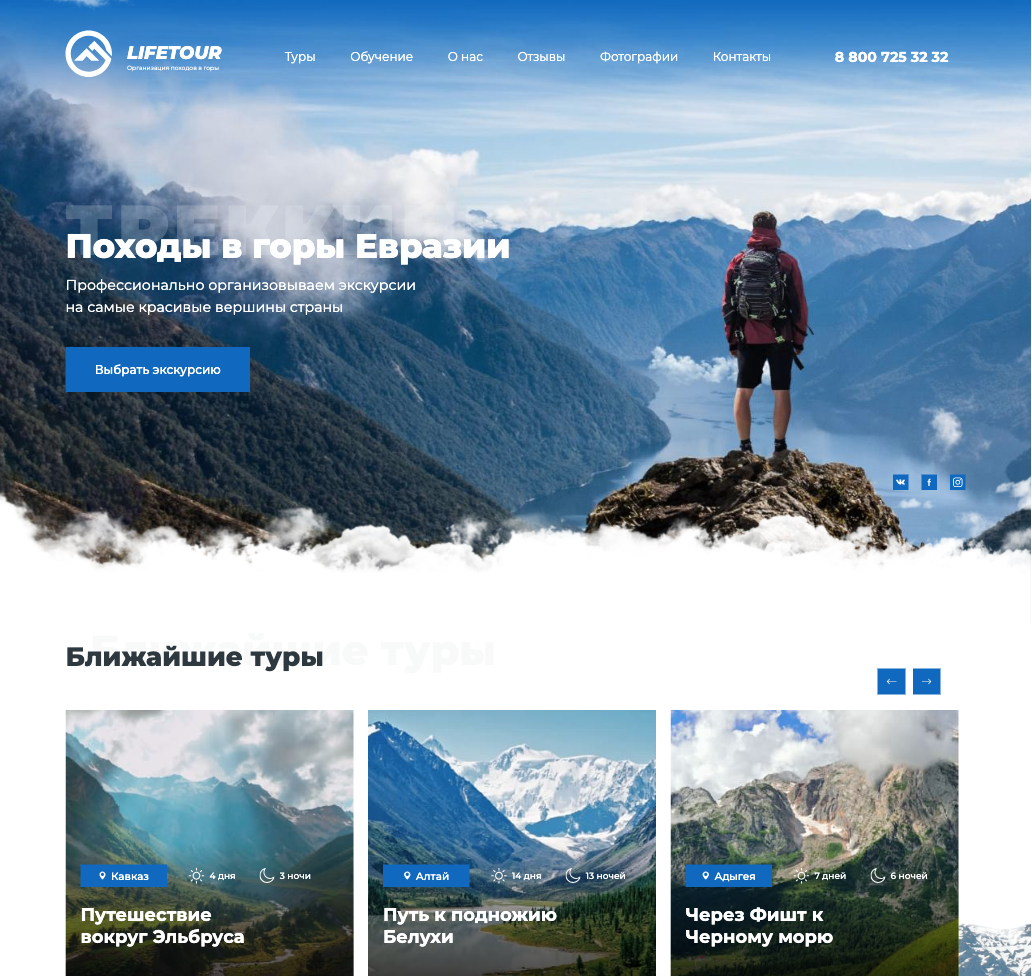 LIFETOUR
Организация походов в горы
Туры
Обучение
О нас
Отзывы
Фотографии
Контакты
8 800 725 32 32
Походы в горы Евразии
Профессионально организовываем экскурсии
на самые красивые вершины страны
Выбрать экскурсию
Ближайшие туры
Ближайшие туры
Кавказ
4 дня
3 ночи
Путешествие
вокруг Эльбруса
Алтай
14 дня
13 ночей
Путь к подножию
Белухи
Адыгея
7 дней
6 ночей
Через Фишт к
Черному морю